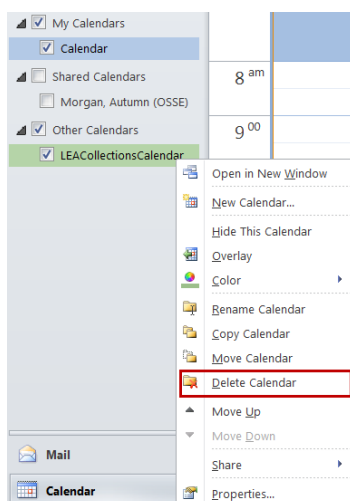 My Calendars
Calendar
Shared Calendars
Morgan, Autumn (OSSE)
Other Calendars
LEACollectionsCalendar
8 am
9 00
Open in New Window
New Calendar...
Hide This Calendar
Overlay
Color
Rename Calendar
Copy Calendar
Move Calendar
Delete Calendar
Move Up
Move Down
Share
Properties...
Mail
Calendar